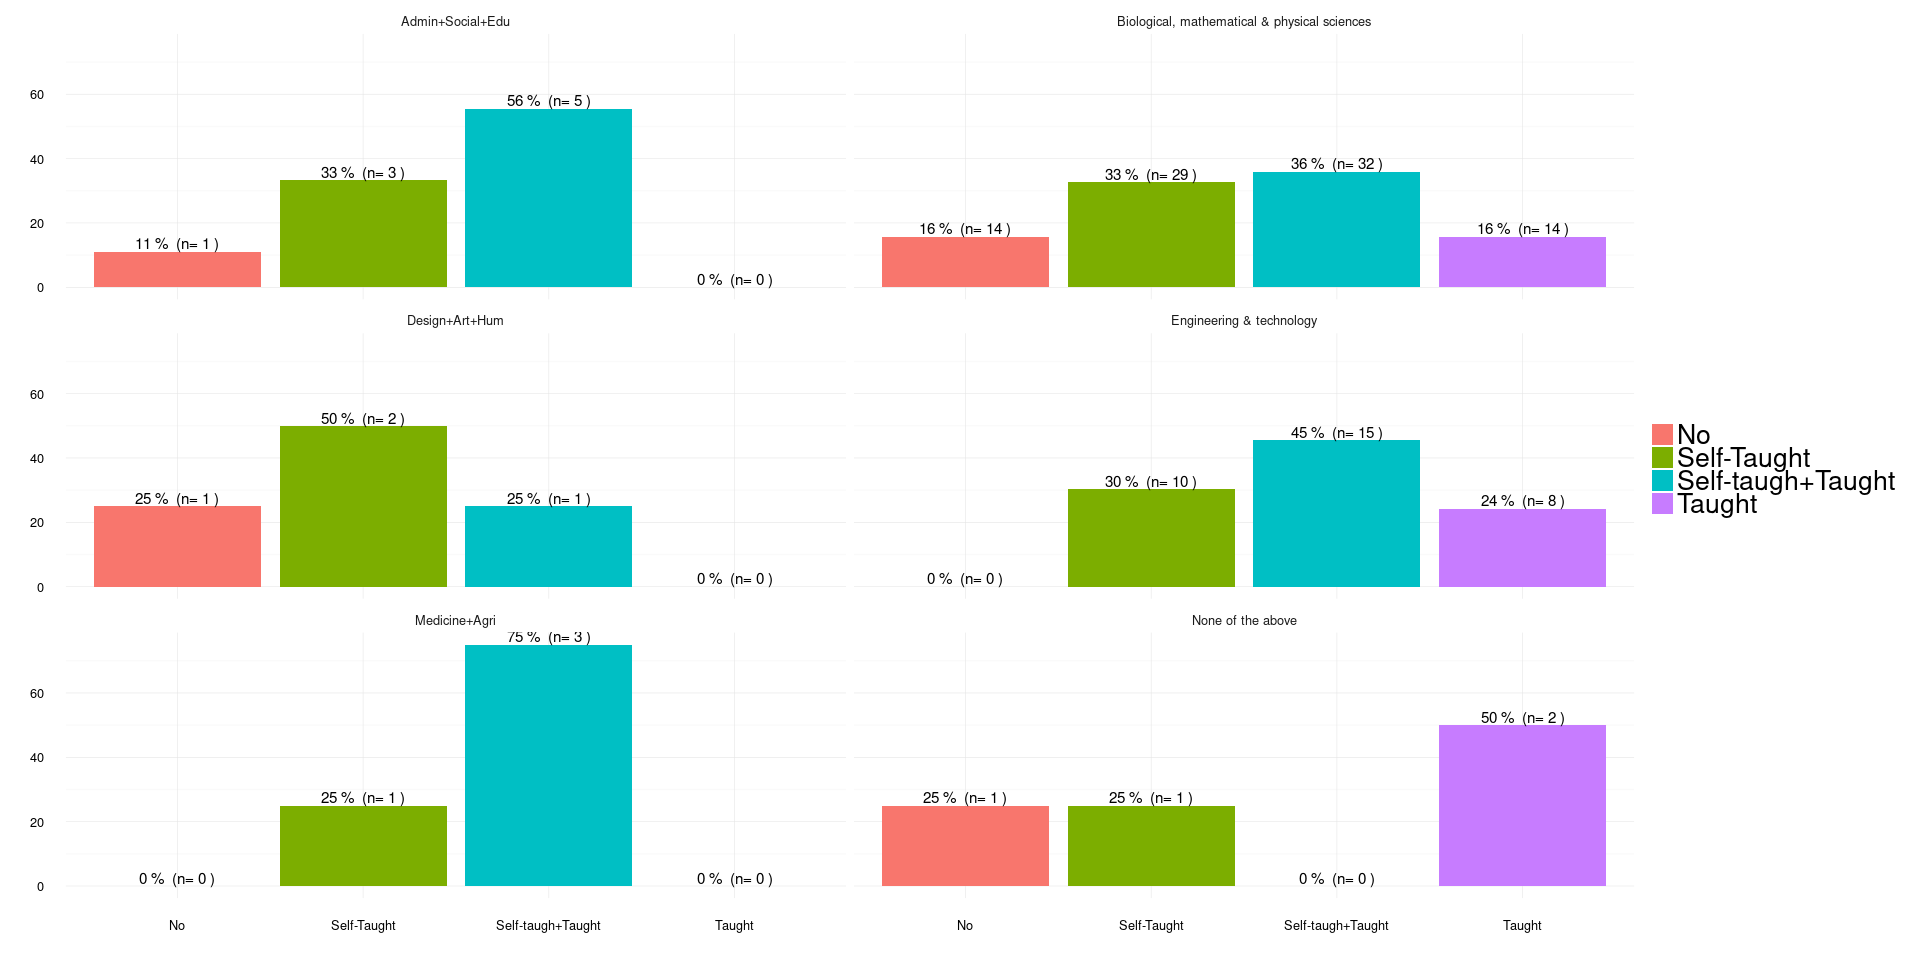 Admin+Social+Edu
Biological, mathematical & physical sciences
60
40
20
0
11 % (n= 1 )
33 % (n= 3 )
56 % (n= 5 )
0 % (n= 0 )
16 % (n= 14 )
33 % (n= 29 )
36 % (n= 32 )
16 % (n= 14 )
Design+Art+Hum
Engineering & technology
60
40
20
0
25 % (n= 1 )
50 % (n= 2 )
25 % (n= 1 )
0 % (n= 0 )
0 % (n= 0 )
30 % (n= 10 )
45 % (n= 15 )
24 % (n= 8 )
Medicine+Agri
None of the above
60
40
20
0
0 % (n= 0 )
25 % (n= 1 )
75 % (n= 3 )
0 % (n= 0 )
25 % (n= 1 )
25 % (n= 1 )
0 % (n= 0 )
50 % (n= 2 )
No
Self-Taught
Self-taugh+Taught
Taught
No
Self-Taught
Self-taugh+Taught
Taught
No
Self-Taught
Self-taugh+Taught
Taught